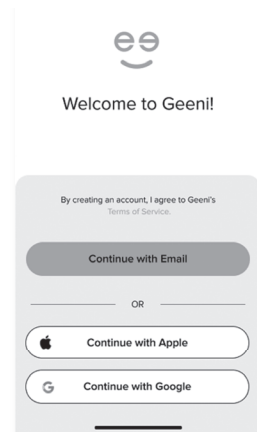 Welcome to Geeni!
By creating an account, I agree to Geeni's
Terms of Service.
Continue with Email
OR
Continue with Apple
Continue with Google